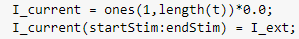 I_current = ones(1,length(t))*0.0;
I_current(startStim:endStim) = I_ext;